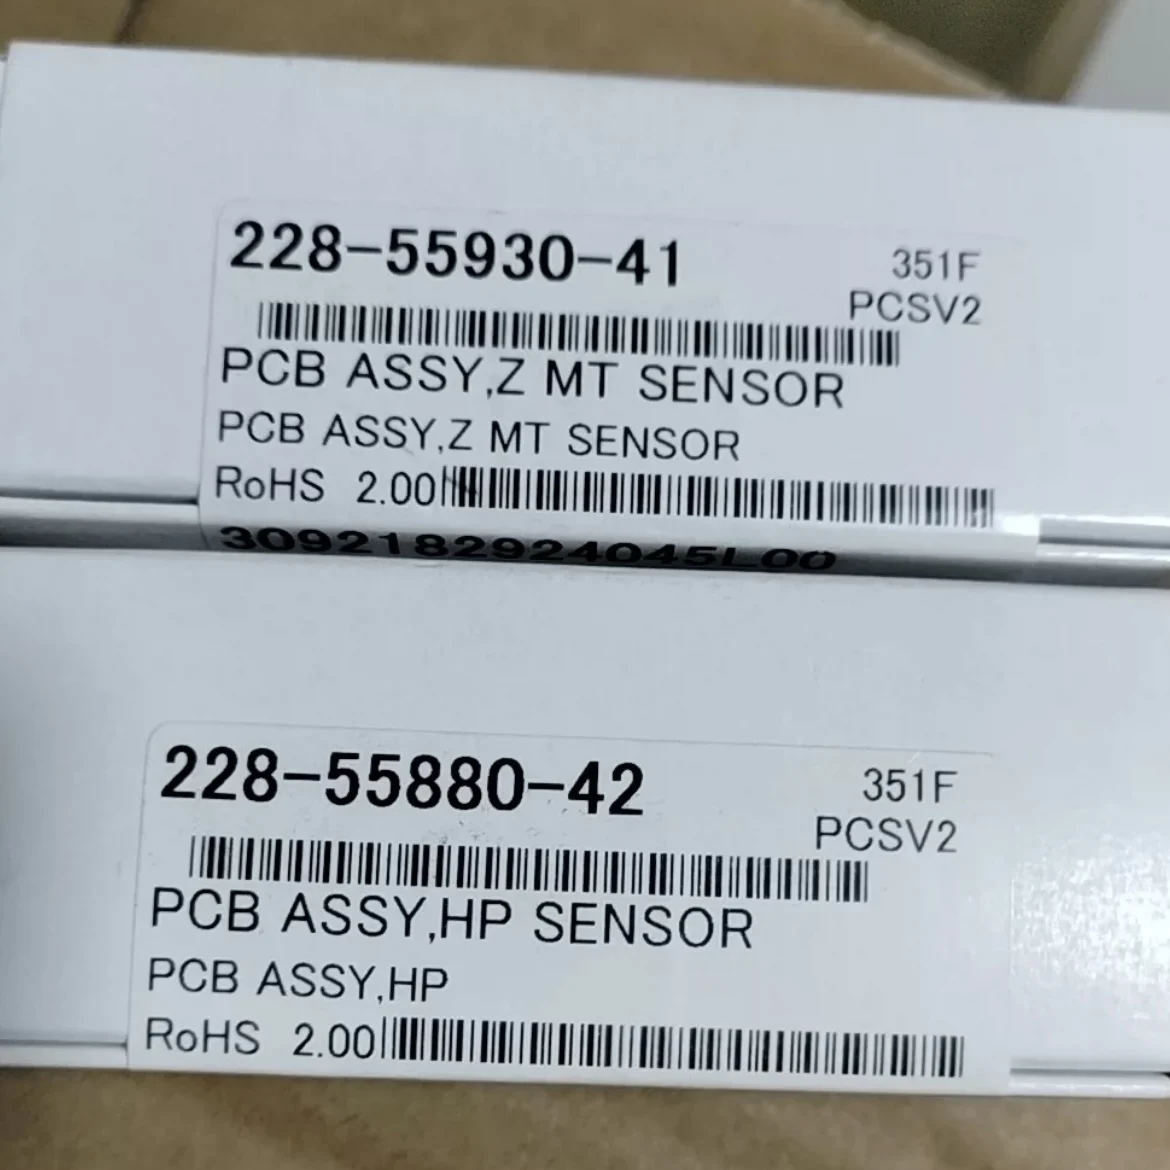 228-55930-41
351F
PCSV2
PCB ASSY,Z MT SENSOR
PCB ASSY,Z MT SENSOR
RoHS 2.00
3092182924045L00
228-55880-42
351F
PCSV2
PCB ASSY,HP SENSOR
PCB ASSY,HP
RoHS 2.00